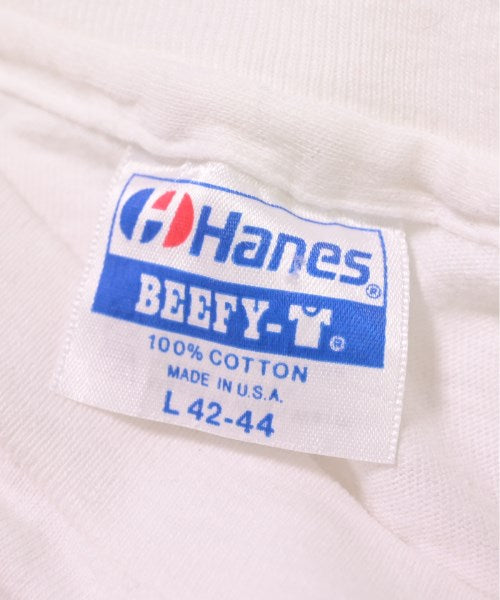 Hanes®
BEEFY-T®
100% COTTON
MADE IN U.S.A.
L 42-44